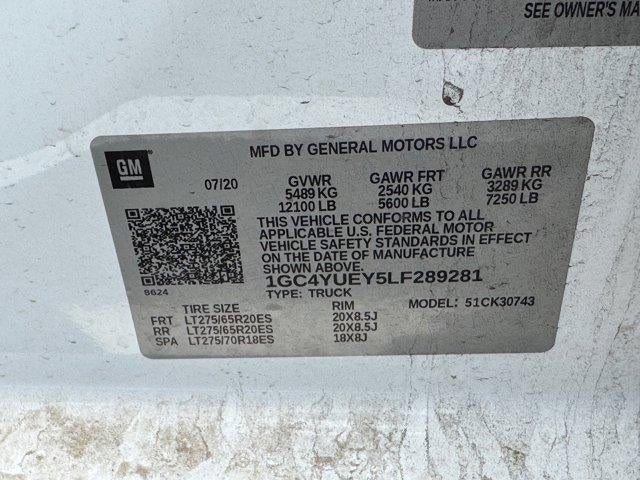 SEE OWNER'S MA
GM
MFD BY GENERAL MOTORS LLC
07/20 GVWR GAWR FRT GAWR RR
5489 KG 2540 KG 3289 KG
12100 LB 5600 LB 7250 LB
THIS VEHICLE CONFORMS TO ALL
APPLICABLE U.S. FEDERAL MOTOR
VEHICLE SAFETY STANDARDS IN EFFECT
ON THE DATE OF MANUFACTURE
SHOWN ABOVE.
8624
1GC4YUEY5LF289281
TYPE: TRUCK MODEL: 51CK30743
TIRE SIZE RIM
FRT LT275/65R20ES 20X8.5J
RR LT275/65R20ES 20X8.5J
SPA LT275/70R18ES 18X8J